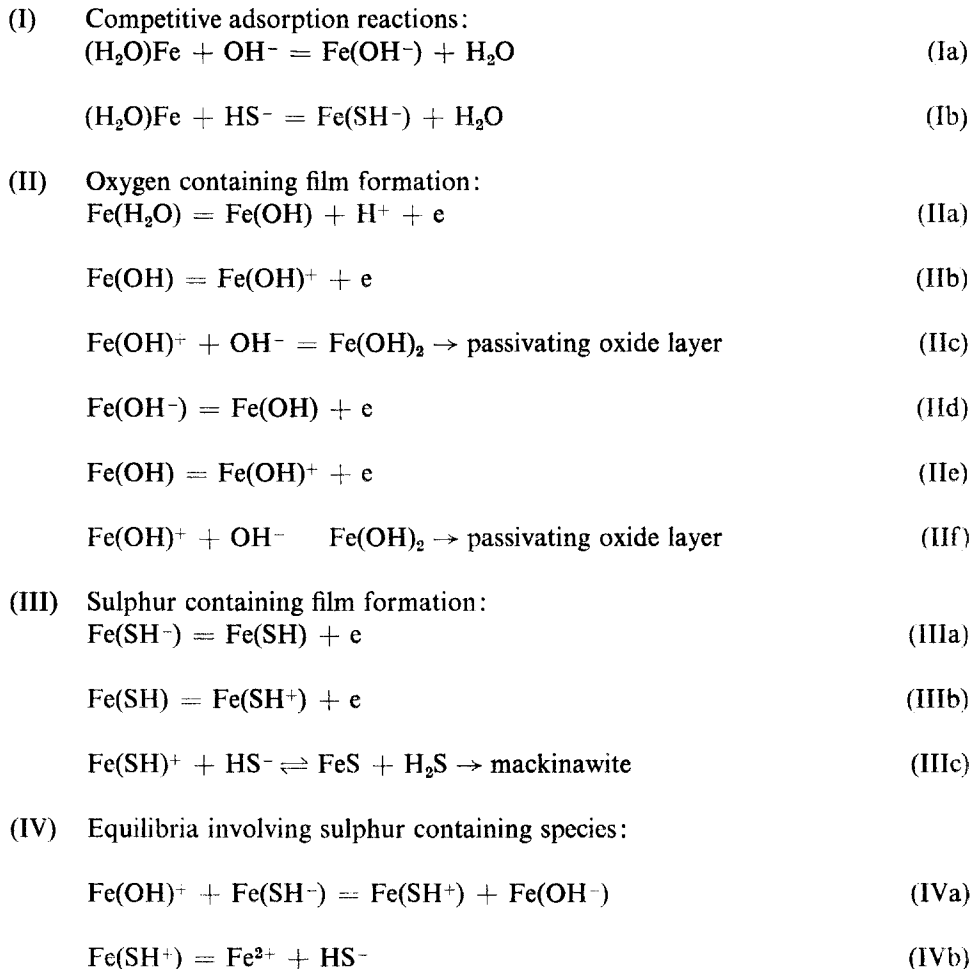 (I) Competitive adsorption reactions:
(H₂O)Fe + OH⁻ = Fe(OH⁻) + H₂O (Ia)
(H₂O)Fe + HS⁻ = Fe(SH⁻) + H₂O (Ib)
(II) Oxygen containing film formation:
Fe(H₂O) = Fe(OH) + H⁺ + e (IIa)
Fe(OH) = Fe(OH)⁺ + e (IIb)
Fe(OH)⁺ + OH⁻ = Fe(OH)₂ → passivating oxide layer (IIc)
Fe(OH⁻) = Fe(OH) + e (IId)
Fe(OH) = Fe(OH)⁺ + e (IIe)
Fe(OH)⁺ + OH⁻ Fe(OH)₂ → passivating oxide layer (IIf)
(III) Sulphur containing film formation:
Fe(SH⁻) = Fe(SH) + e (IIIa)
Fe(SH) = Fe(SH⁺) + e (IIIb)
Fe(SH)⁺ + HS⁻ ⇌ FeS + H₂S → mackinawite (IIIc)
(IV) Equilibria involving sulphur containing species:
Fe(OH)⁺ + Fe(SH⁻) = Fe(SH⁺) + Fe(OH⁻) (IVa)
Fe(SH⁺) = Fe²⁺ + HS⁻ (IVb)